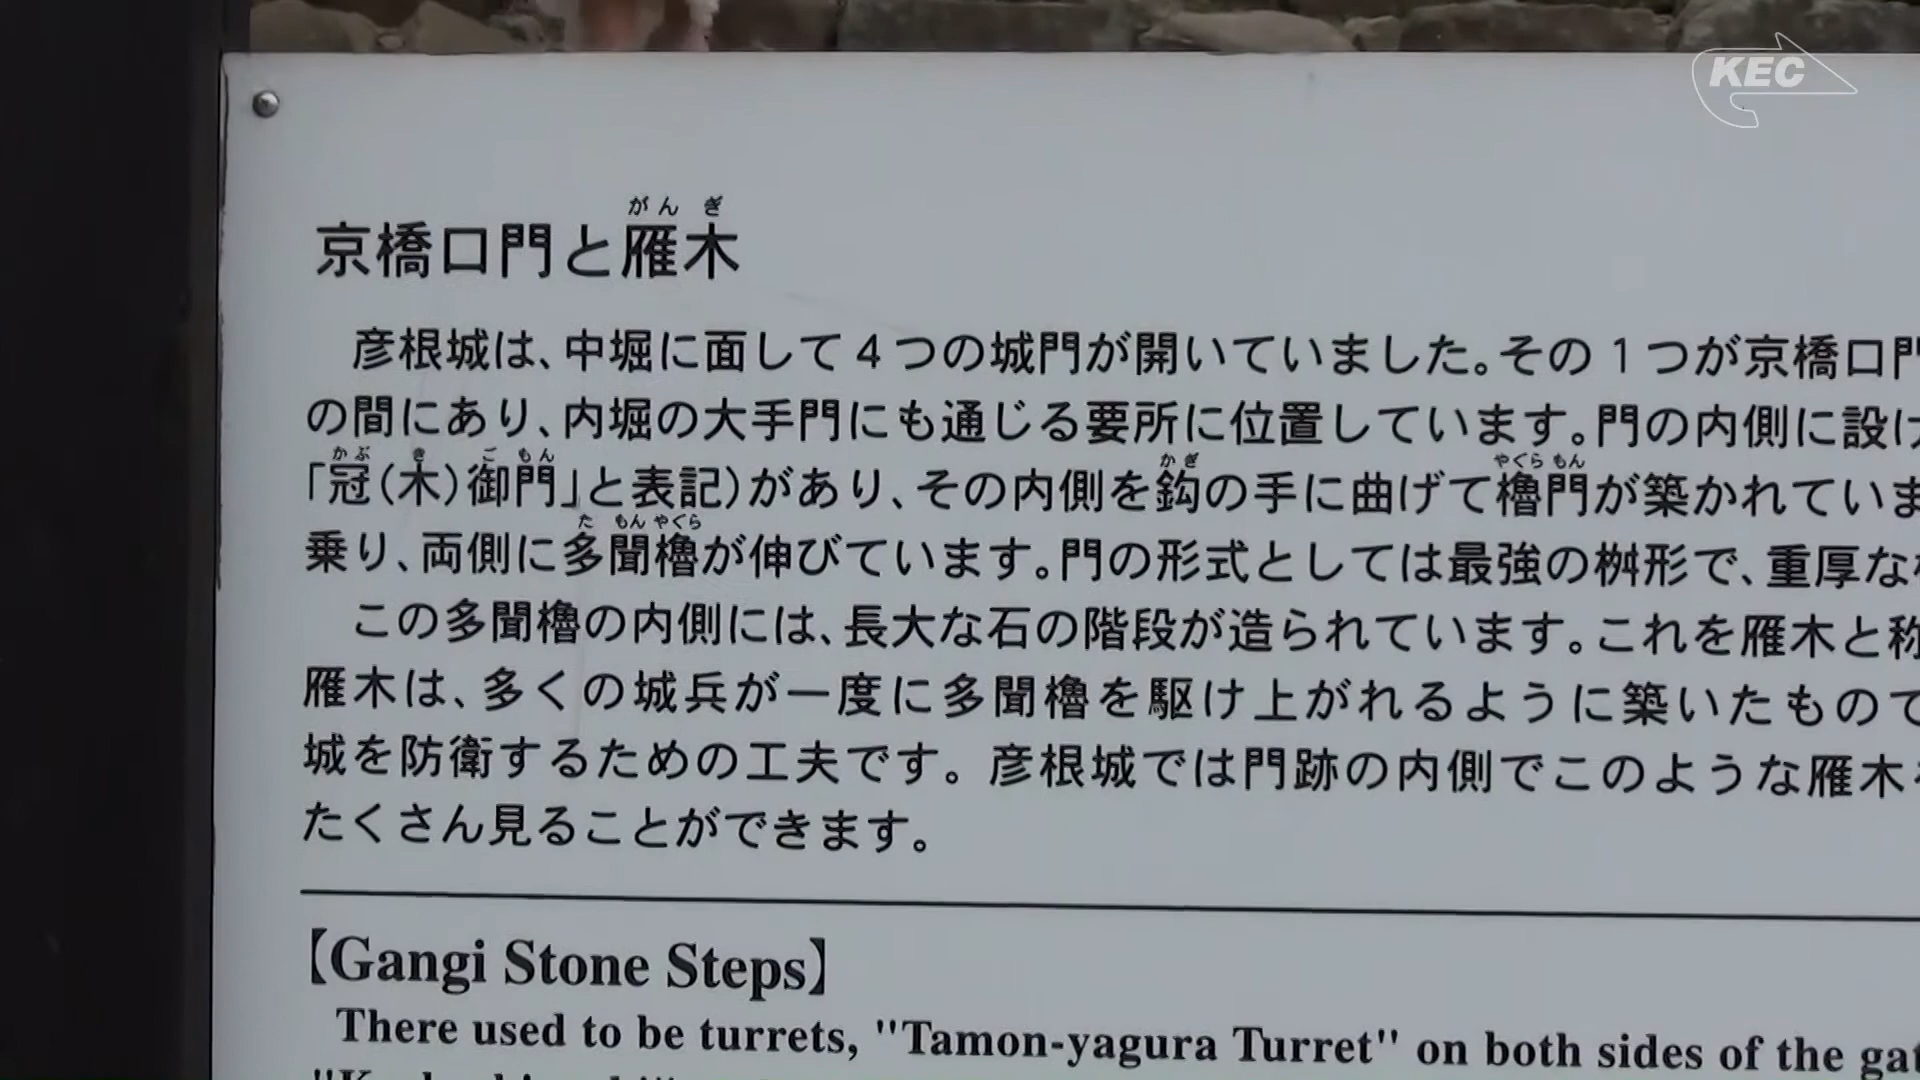 KEC
がんぎ
京橋口門と雁木
彦根城は、中堀に面して4つの城門が開いていました。その1つが京橋口門
の間にあり、内堀の大手門にも通じる要所に位置しています。門の内側に設け
かぶ き ご もん かぎ やぐら もん
「冠(木)御門」と表記)があり、その内側を鈎の手に曲げて櫓門が築かれていま
た もん やぐら
乗り、両側に多聞櫓が伸びています。門の形式としては最強の桝形で、重厚な
この多聞櫓の内側には、長大な石の階段が造られています。これを雁木と称
雁木は、多くの城兵が一度に多聞櫓を駆け上がれるように築いたもので
城を防衛するための工夫です。彦根城では門跡の内側でこのような雁木
たくさん見ることができます。
【Gangi Stone Steps】
There used to be turrets, "Tamon-yagura Turret" on both sides of the gat